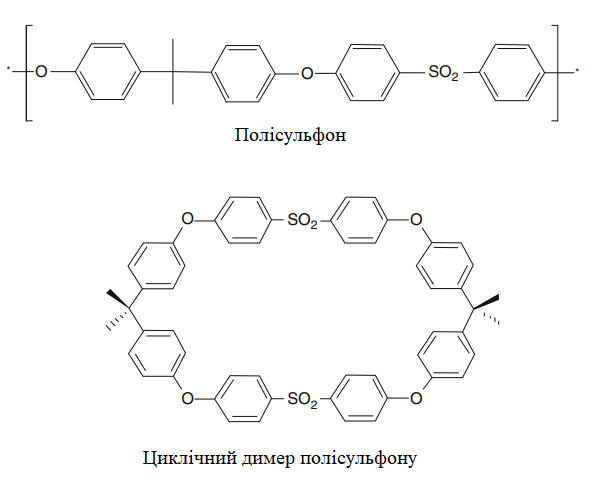 * O O SO2 *
Полісульфон
O SO2 O
O SO2 O
Циклічний димер полісульфону